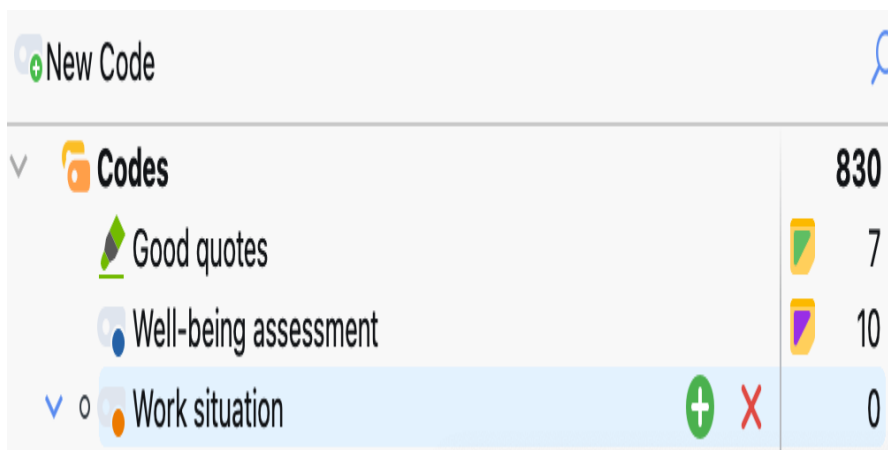 New Code
Codes 830
Good quotes 7
Well-being assessment 10
Work situation 0